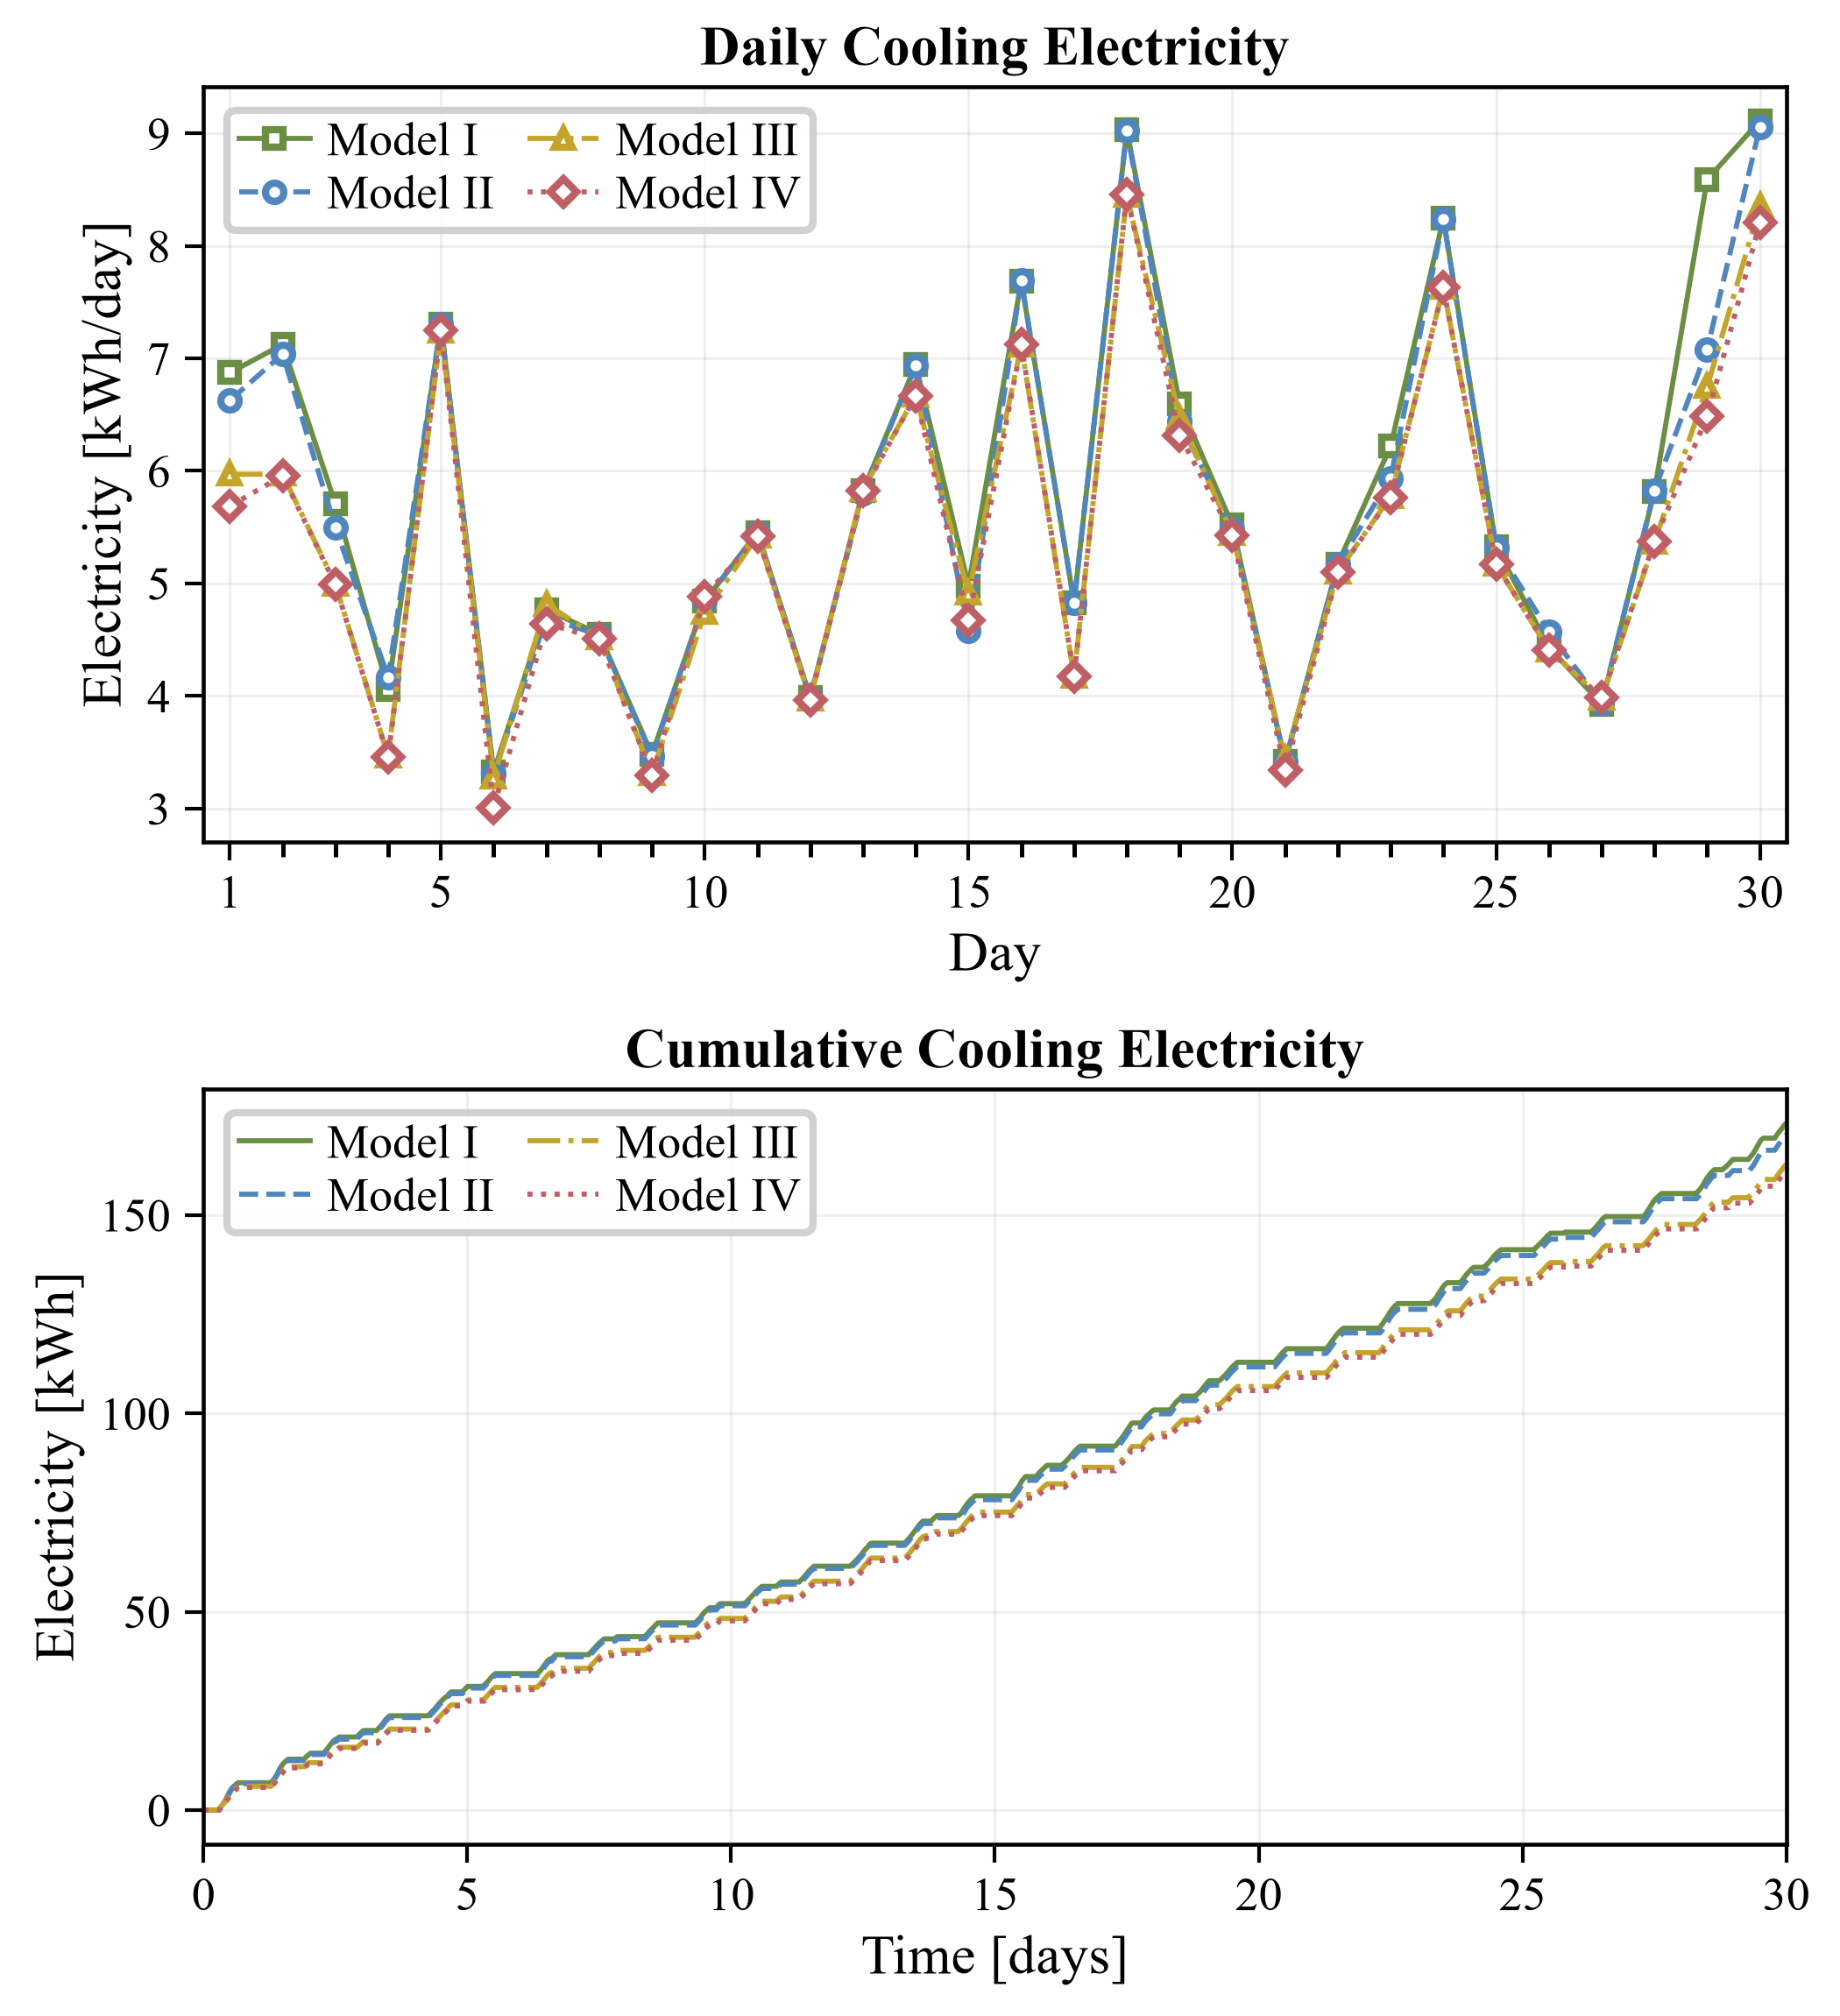 Daily Cooling Electricity
Model I
Model II
Model III
Model IV
Electricity [kWh/day]
9
8
7
6
5
4
3
1 5 10 15 20 25 30
Day
Cumulative Cooling Electricity
Model I
Model II
Model III
Model IV
Electricity [kWh]
150
100
50
0
0 5 10 15 20 25 30
Time [days]